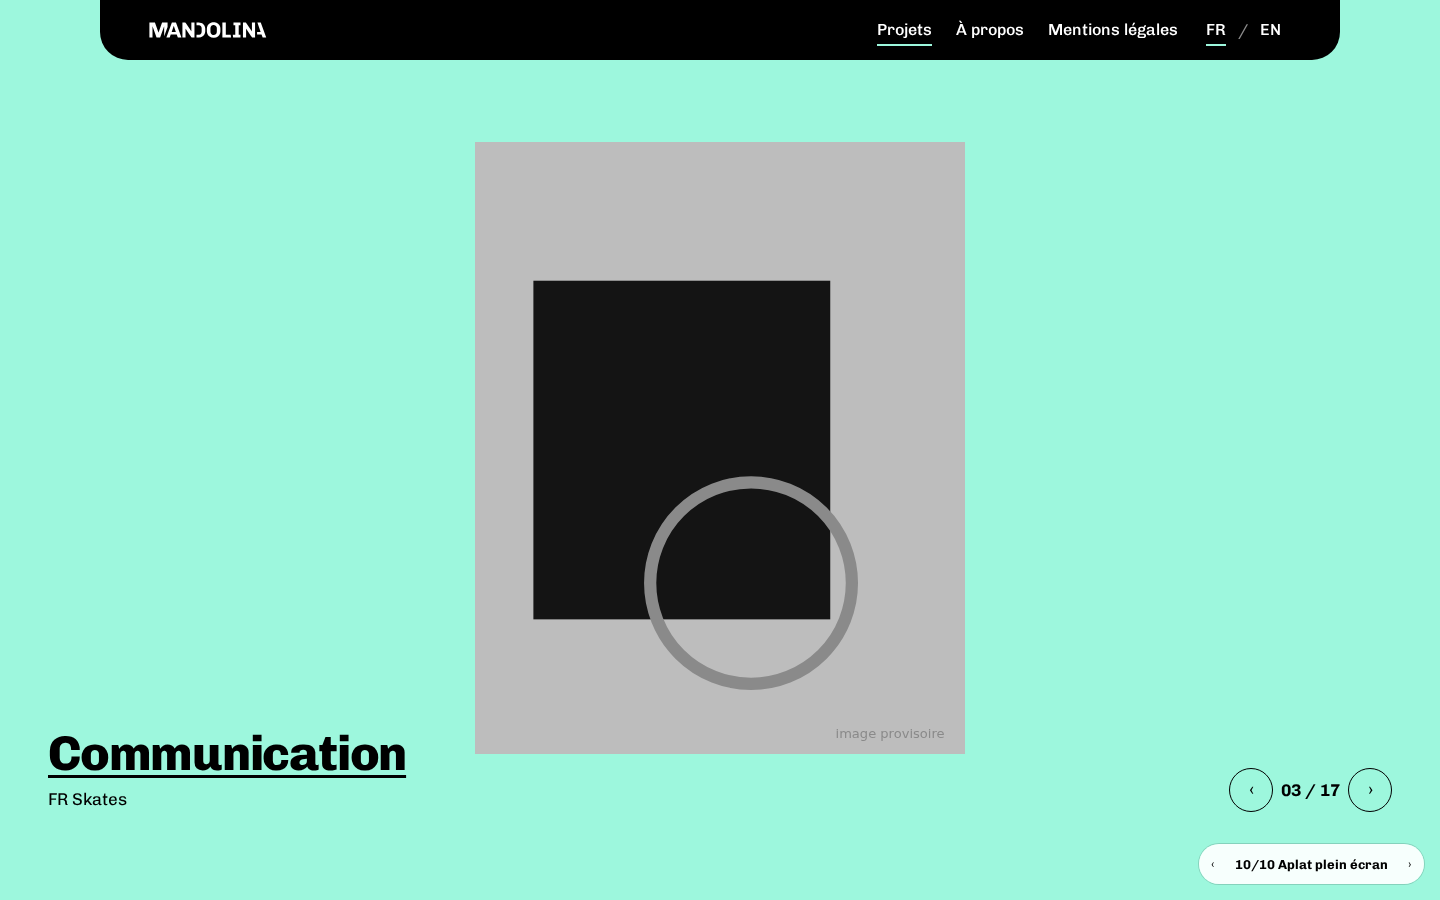 MANDOLINA
Projets
À propos
Mentions légales
FR / EN
image provisoire
Communication
FR Skates
‹ 03 / 17 ›
‹ 10/10 Aplat plein écran ›